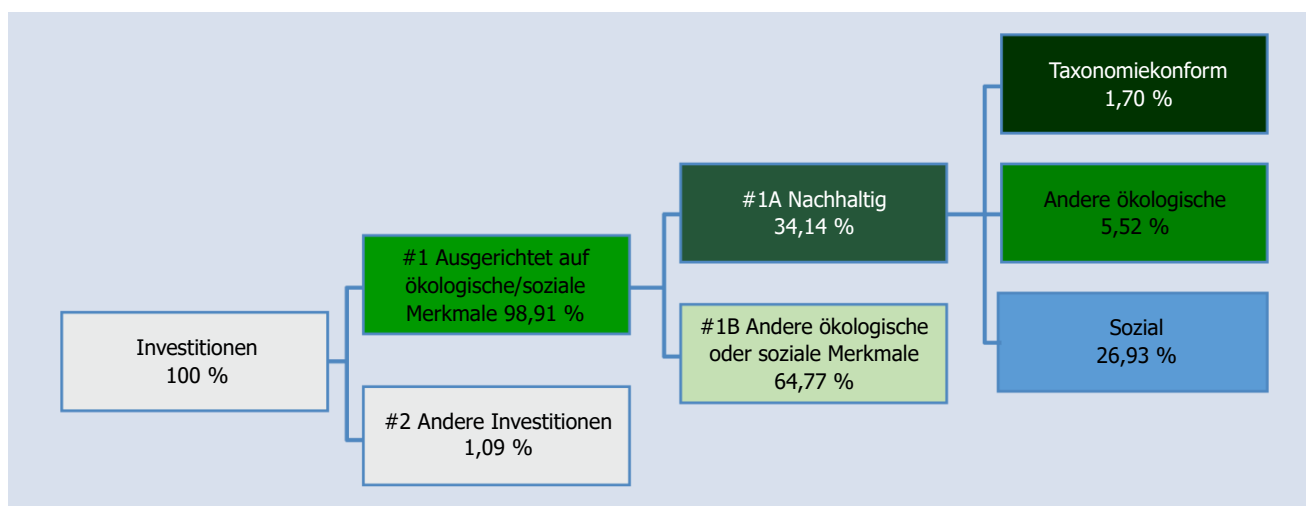 Investitionen
100 %
#1 Ausgerichtet auf
ökologische/soziale
Merkmale 98,91 %
#2 Andere Investitionen
1,09 %
#1A Nachhaltig
34,14 %
#1B Andere ökologische
oder soziale Merkmale
64,77 %
Taxonomiekonform
1,70 %
Andere ökologische
5,52 %
Sozial
26,93 %